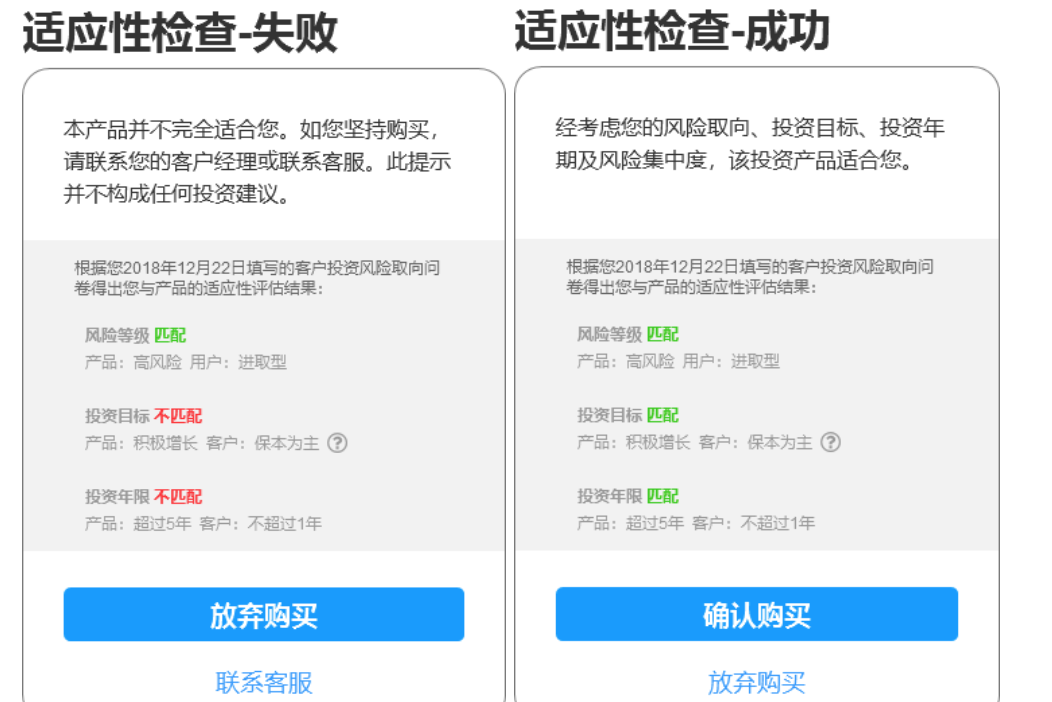 适应性检查-失败
本产品并不完全适合您。如您坚持购买，
请联系您的客户经理或联系客服。此提示
并不构成任何投资建议。
根据您2018年12月22日填写的客户投资风险取向问
卷得出您与产品的适应性评估结果：
风险等级 匹配
产品：高风险 用户：进取型
投资目标 不匹配
产品：积极增长 客户：保本为主 ?
投资年限 不匹配
产品：超过5年 客户：不超过1年
放弃购买
联系客服
适应性检查-成功
经考虑您的风险取向、投资目标、投资年
期及风险集中度，该投资产品适合您。
根据您2018年12月22日填写的客户投资风险取向问
卷得出您与产品的适应性评估结果：
风险等级 匹配
产品：高风险 用户：进取型
投资目标 匹配
产品：积极增长 客户：保本为主 ?
投资年限 匹配
产品：超过5年 客户：不超过1年
确认购买
放弃购买